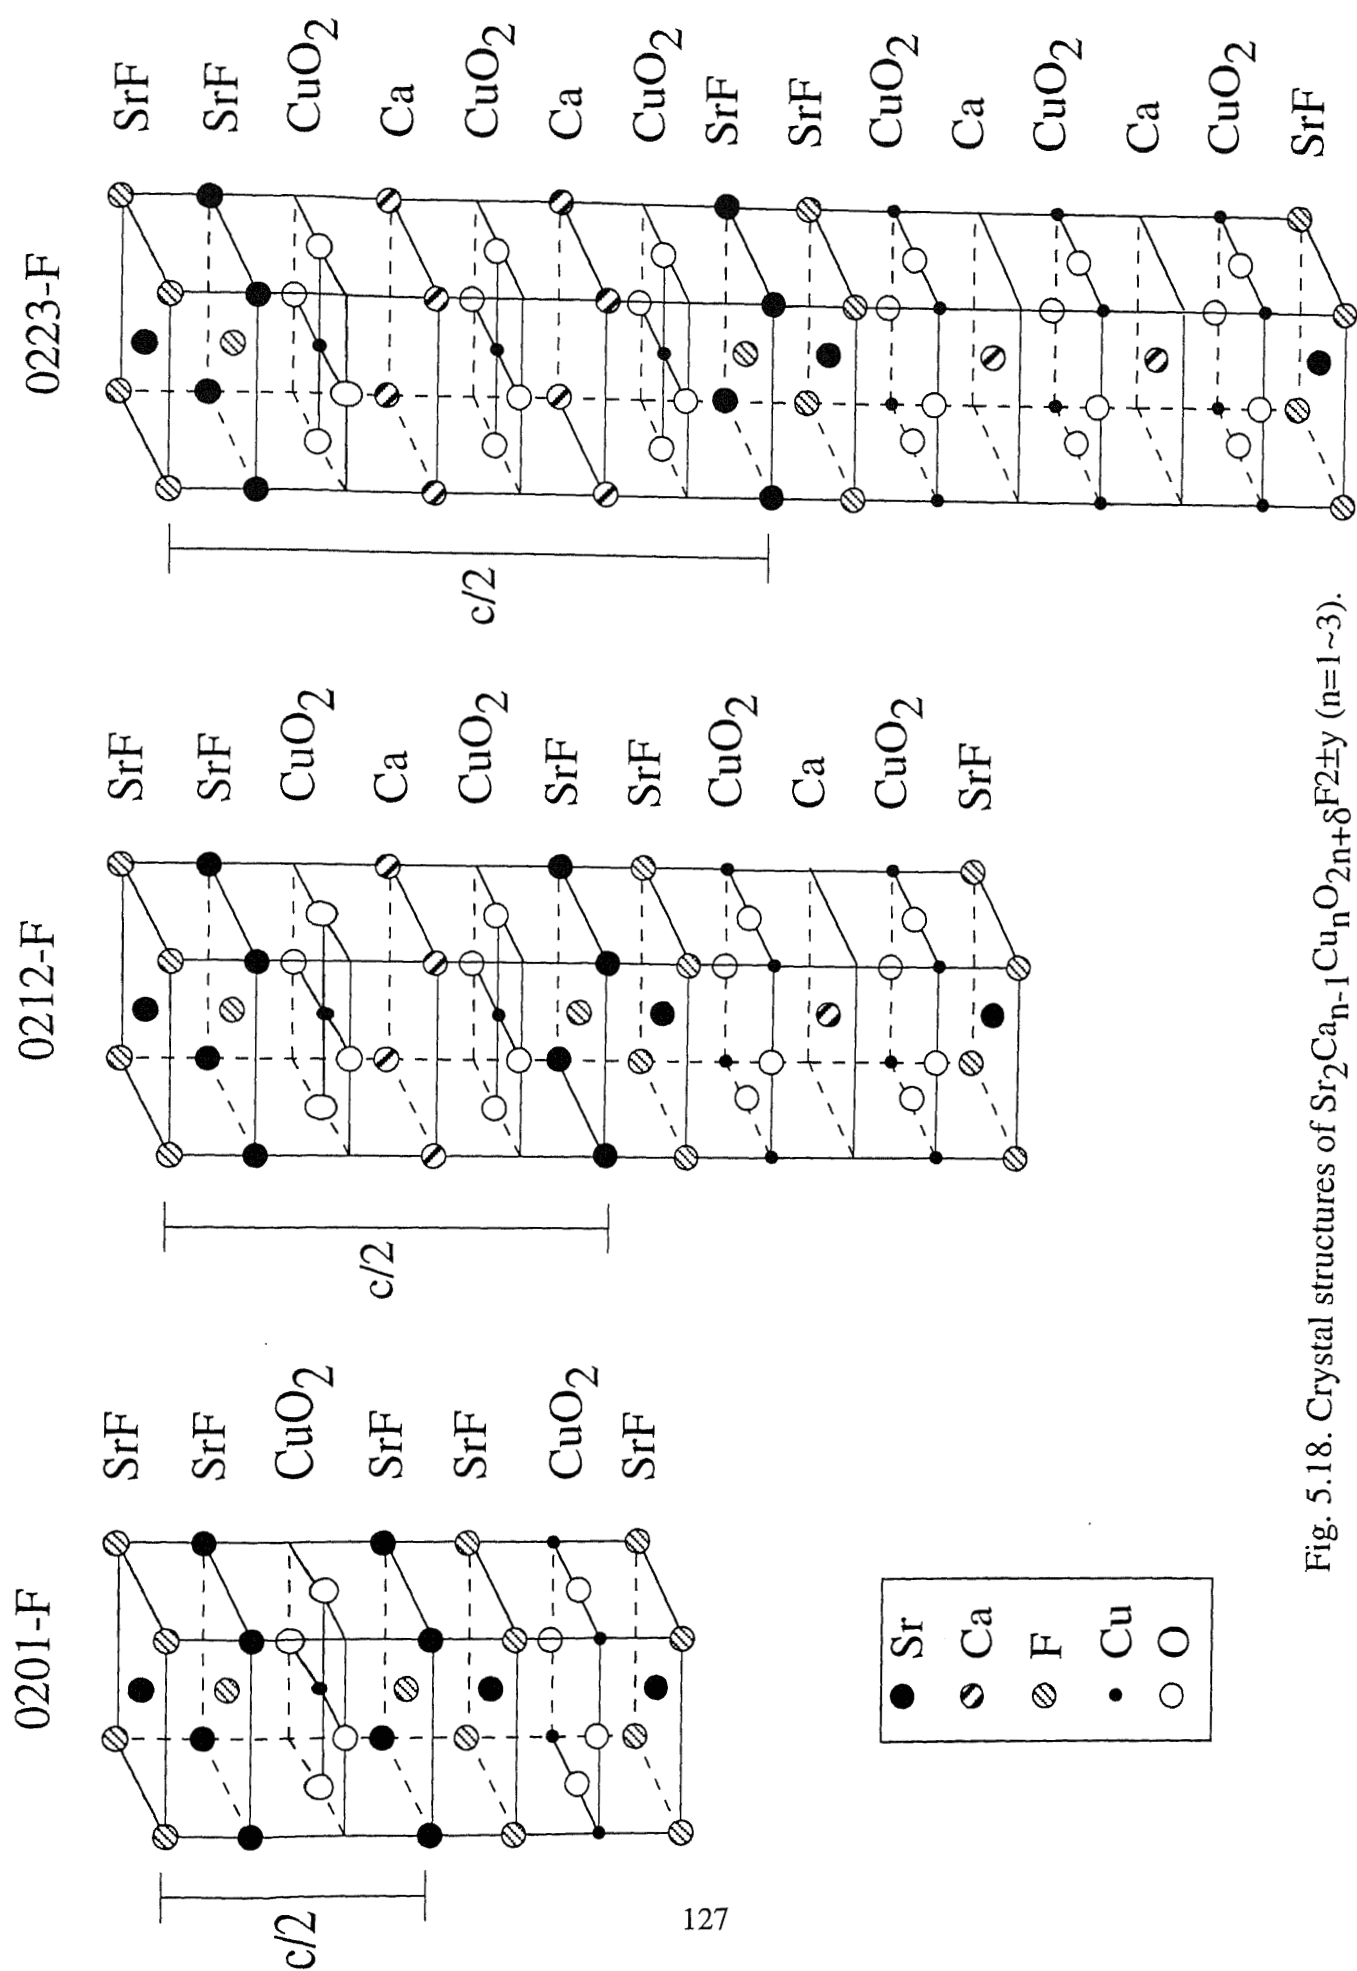 0201-F
SrF
SrF
CuO2
SrF
SrF
CuO2
SrF
c/2
0212-F
SrF
SrF
CuO2
Ca
CuO2
SrF
SrF
CuO2
Ca
CuO2
SrF
c/2
0223-F
SrF
SrF
CuO2
Ca
CuO2
Ca
CuO2
SrF
SrF
CuO2
Ca
CuO2
Ca
CuO2
SrF
c/2
Sr
Ca
F
Cu
O
Fig. 5.18. Crystal structures of Sr2Can-1CunO2n+δF2±y (n=1~3).
127